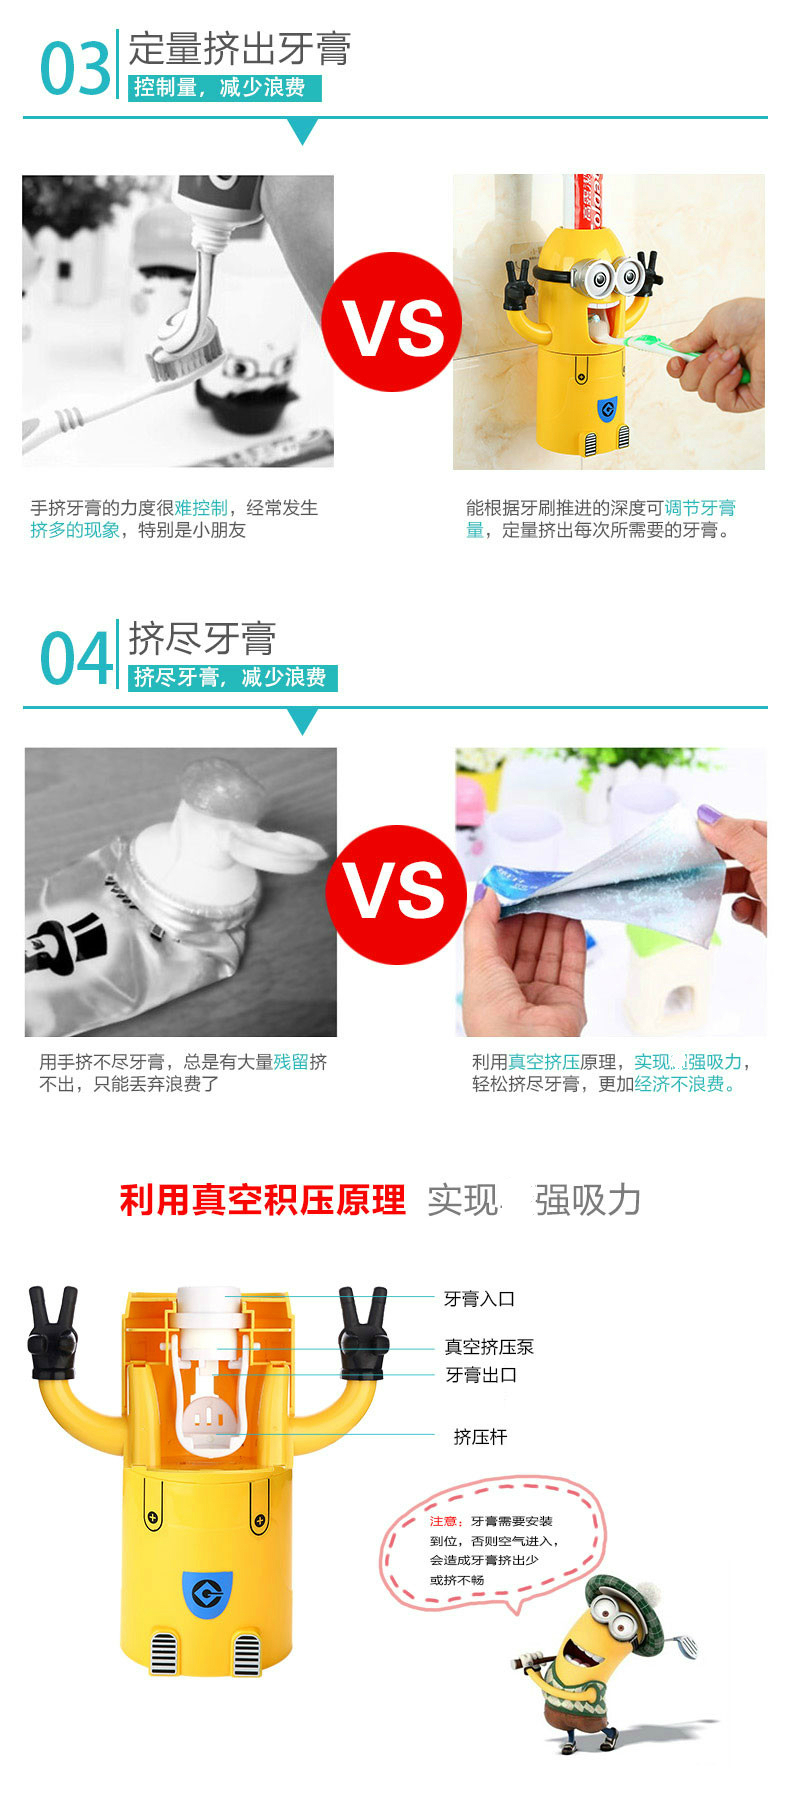 03
定量挤出牙膏
控制量，减少浪费
VS
手挤牙膏的力度很难控制，经常发生
挤多的现象，特别是小朋友
能根据牙刷推进的深度可调节牙膏
量，定量挤出每次所需要的牙膏。
04
挤尽牙膏
挤尽牙膏，减少浪费
VS
用手挤不尽牙膏，总是有大量残留挤
不出，只能丢弃浪费了
利用真空挤压原理，实现 强吸力，
轻松挤尽牙膏，更加经济不浪费。
利用真空积压原理 实现 强吸力
牙膏入口
真空挤压泵
牙膏出口
挤压杆
注意：牙膏需要安装
到位，否则空气进入，
会造成牙膏挤出少
或挤不畅